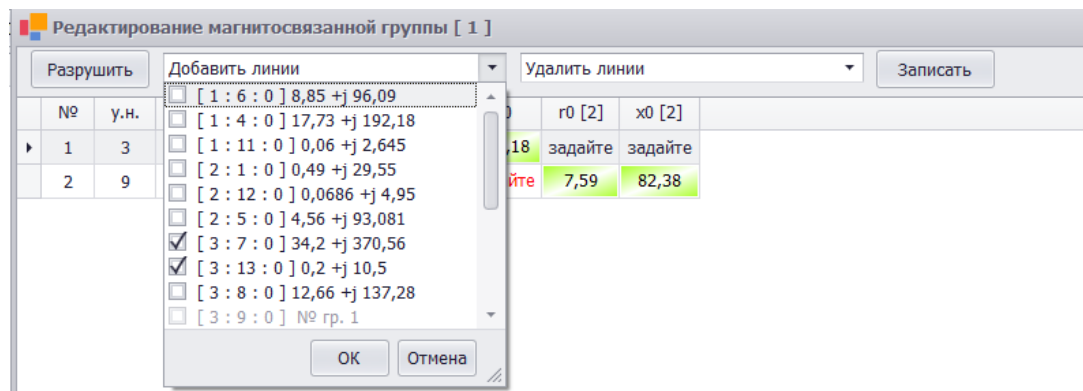 Редактирование магнитосвязанной группы [ 1 ]
Разрушить Добавить линии Удалить линии Записать
№ у.н. r0 [2] x0 [2]
[ 1 : 6 : 0 ] 8,85 +j 96,09
[ 1 : 4 : 0 ] 17,73 +j 192,18
[ 1 : 11 : 0 ] 0,06 +j 2,645
[ 2 : 1 : 0 ] 0,49 +j 29,55
[ 2 : 12 : 0 ] 0,0686 +j 4,95
[ 2 : 5 : 0 ] 4,56 +j 93,081
[ 3 : 7 : 0 ] 34,2 +j 370,56
[ 3 : 13 : 0 ] 0,2 +j 10,5
[ 3 : 8 : 0 ] 12,66 +j 137,28
[ 3 : 9 : 0 ] № гр. 1
ОК Отмена
1 3 ,18 задайте задайте
2 9 йте 7,59 82,38